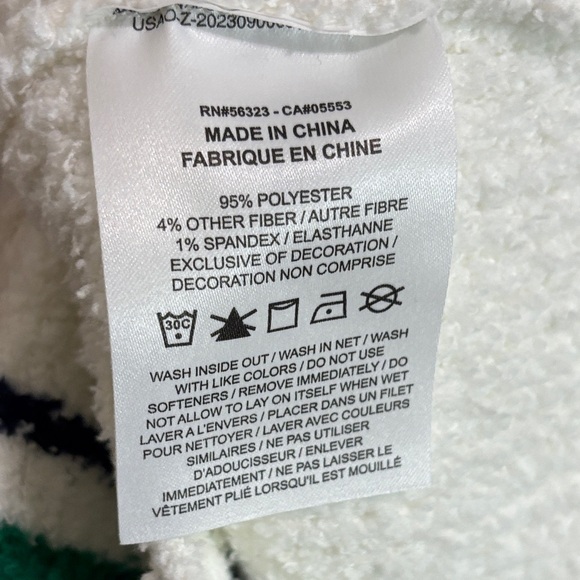 RN#56323 - CA#05553
MADE IN CHINA
FABRIQUE EN CHINE
95% POLYESTER
4% OTHER FIBER / AUTRE FIBRE
1% SPANDEX / ELASTHANNE
EXCLUSIVE OF DECORATION /
DECORATION NON COMPRISE
30C
WASH INSIDE OUT / WASH IN NET / WASH
WITH LIKE COLORS / DO NOT USE
SOFTENERS / REMOVE IMMEDIATELY / DO
NOT ALLOW TO LAY ON ITSELF WHEN WET
LAVER A L'ENVERS / PLACER DANS UN FILET
POUR NETTOYER / LAVER AVEC COULEURS
SIMILAIRES / NE PAS UTILISER
D'ADOUCISSEUR / ENLEVER
IMMEDIATEMENT / NE PAS LAISSER LE
VÊTEMENT PLIÉ LORSQU'IL EST MOUILLÉ